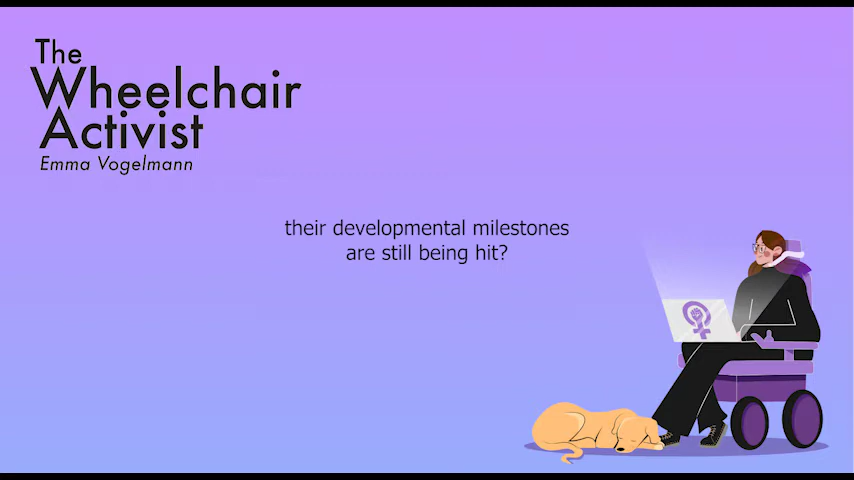 The
Wheelchair
Activist
Emma Vogelmann
their developmental milestones
are still being hit?